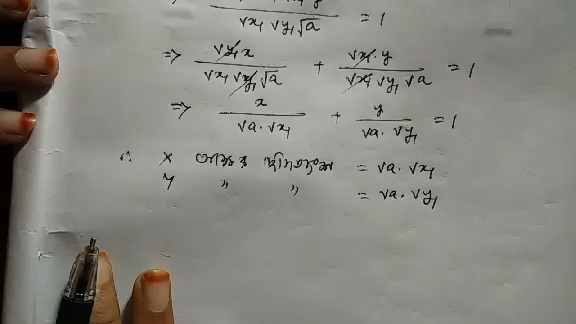 √x₁ √y₁ √a = 1
⇒ √y₁ x / √x₁ √y₁ √a + √x₁ · y / √x₁ √y₁ √a = 1
⇒ x / √a · √x₁ + y / √a · √y₁ = 1
∴ X অক্ষের = √a · √x₁
Y " " = √a · √y₁